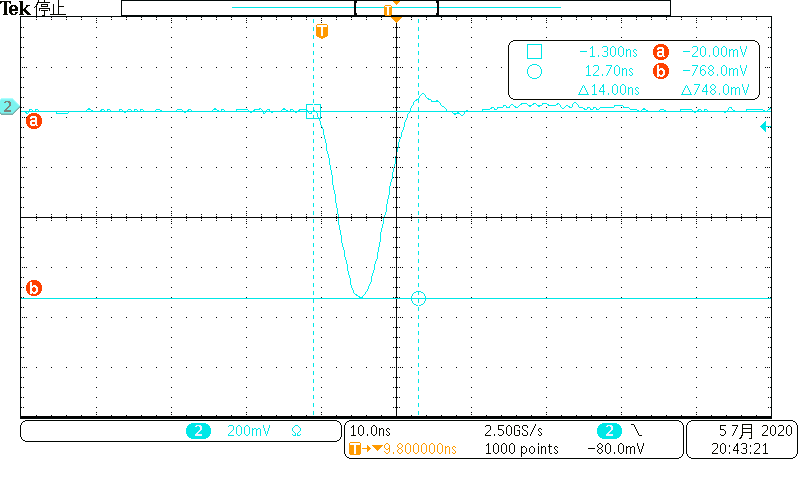 Tek 停止
T
T
−1.300ns a −20.00mV
12.70ns b −768.0mV
△14.00ns △748.0mV
2
a
b
2 200mV Ω
10.0ns 2.50GS/s 2
T→▼9.800000ns 1000 points −80.0mV
5 7月 2020
20:43:21